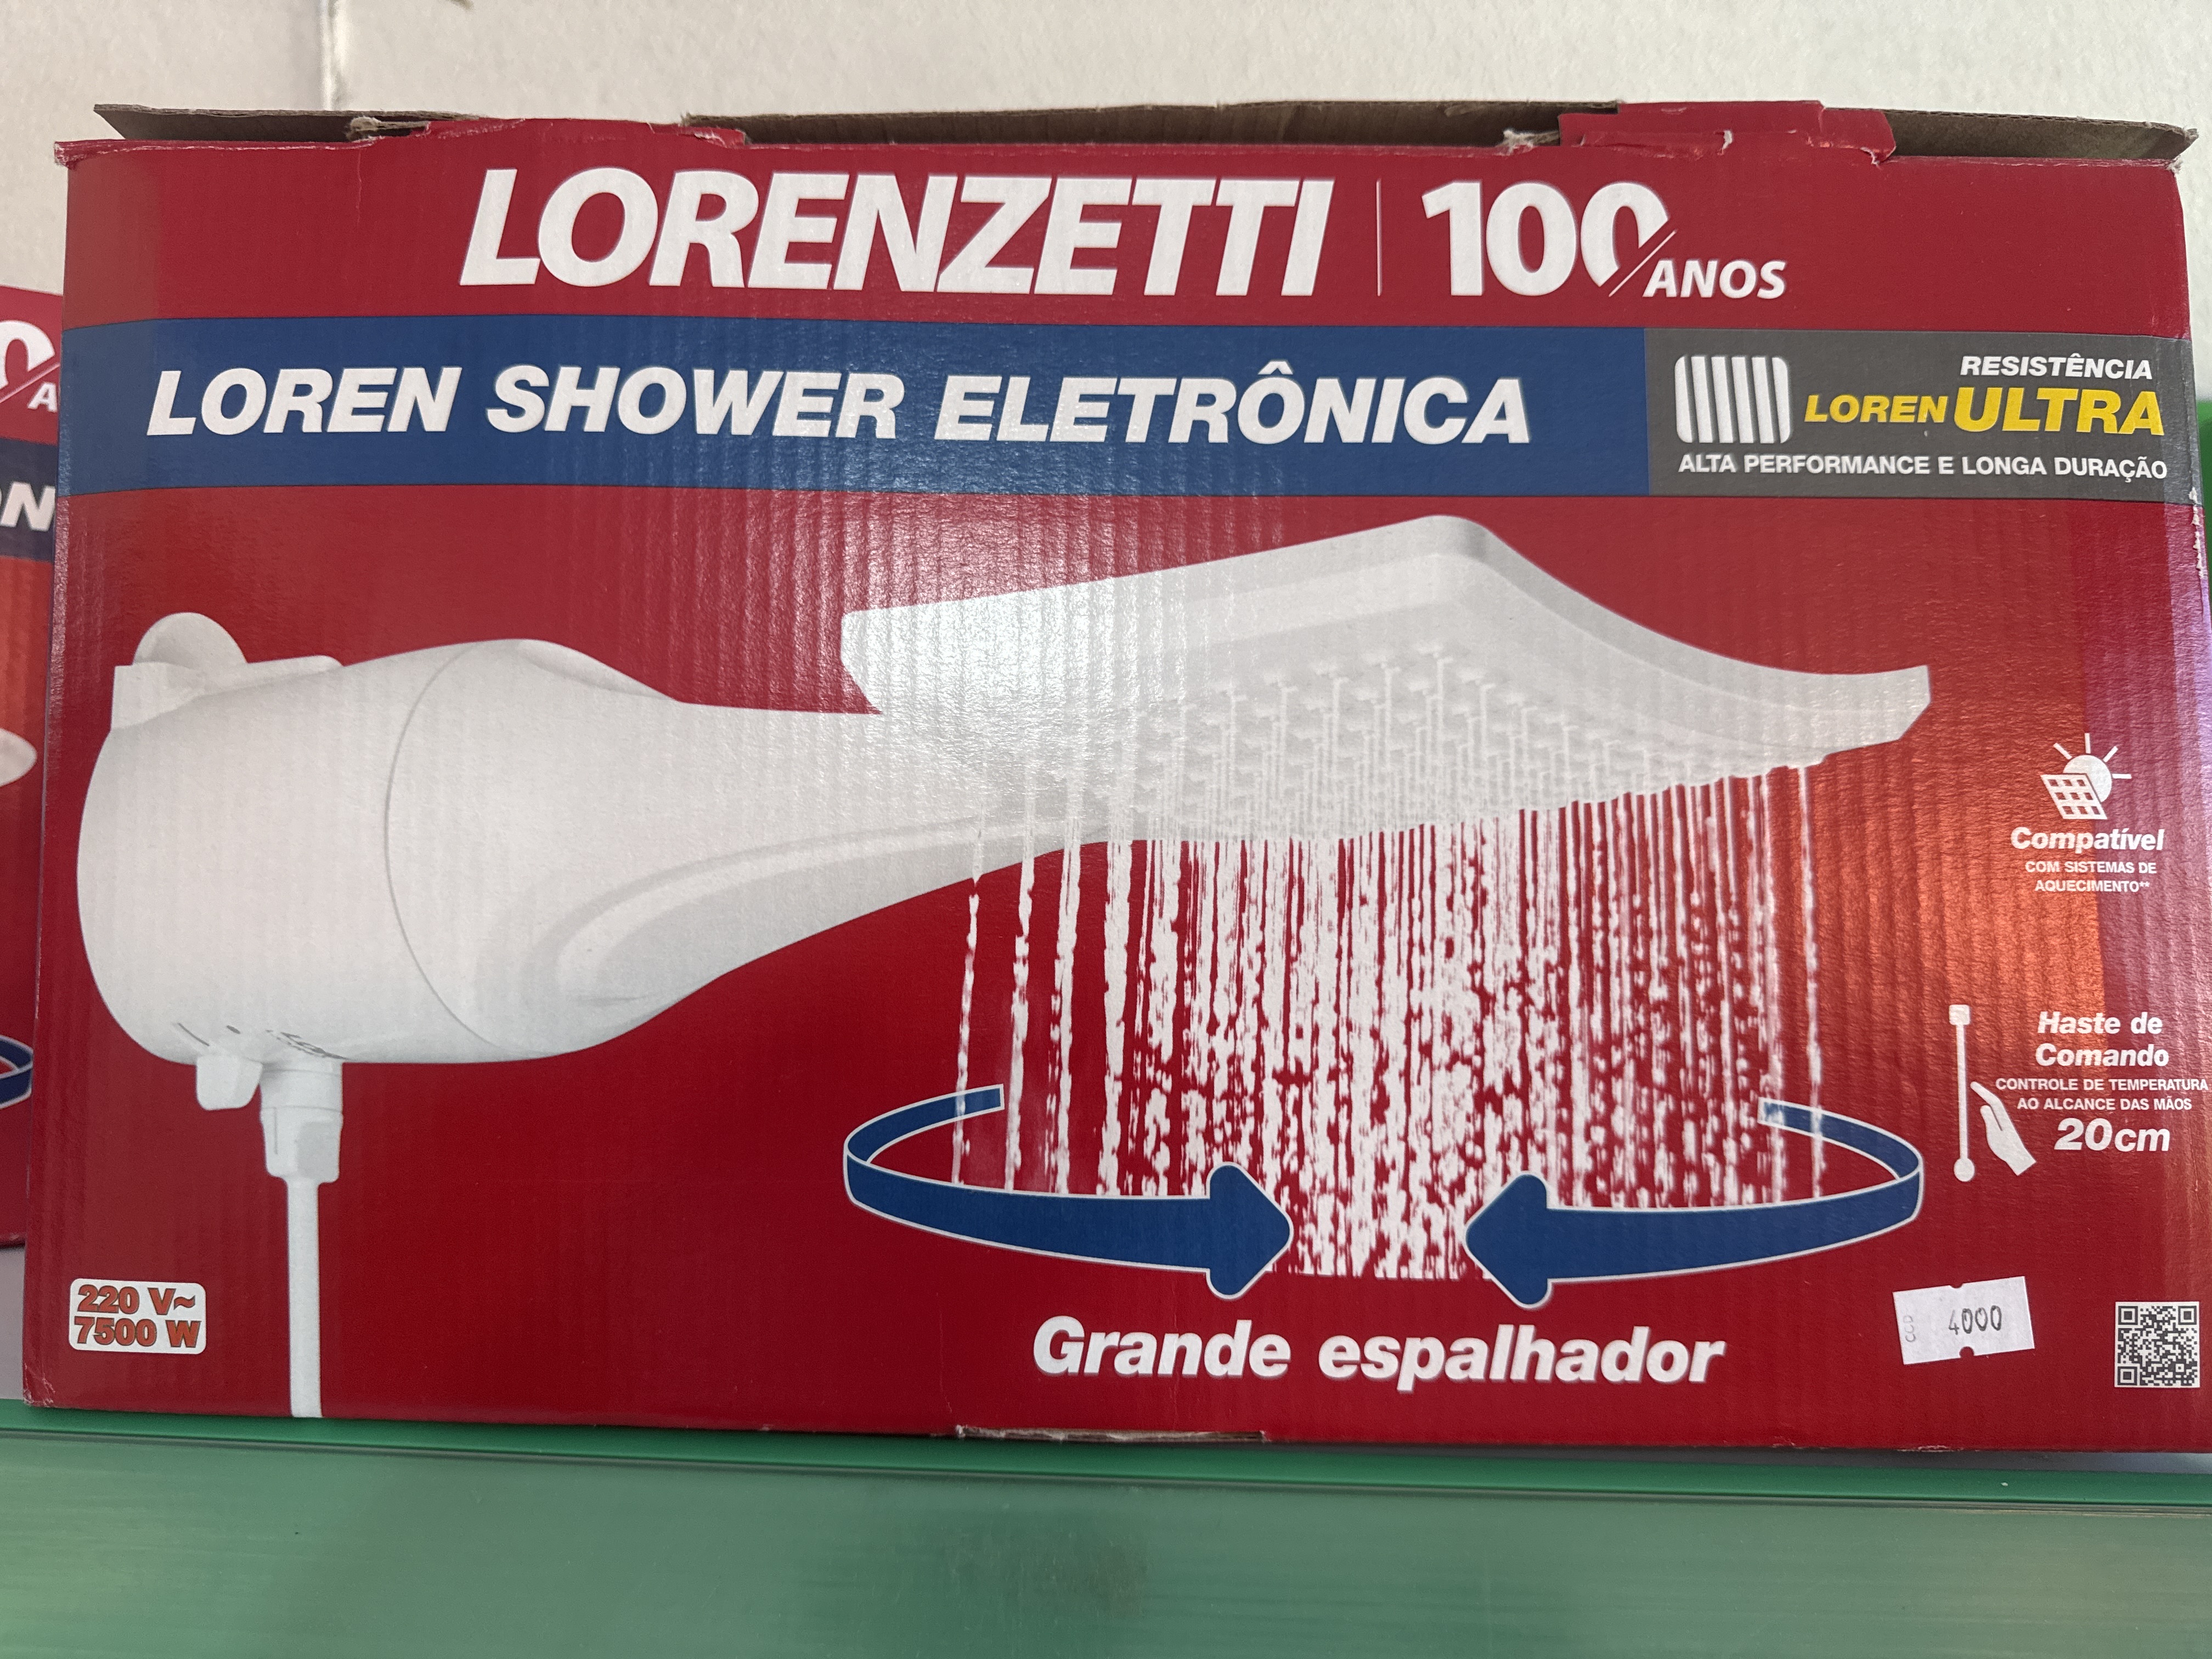 LORENZETTI | 100 ANOS
LOREN SHOWER ELETRÔNICA
RESISTÊNCIA
LOREN ULTRA
ALTA PERFORMANCE E LONGA DURAÇÃO
Compatível
COM SISTEMAS DE
AQUECIMENTO**
Haste de
Comando
CONTROLE DE TEMPERATURA
AO ALCANCE DAS MÃOS
20cm
220 V~
7500 W
Grande espalhador
4000